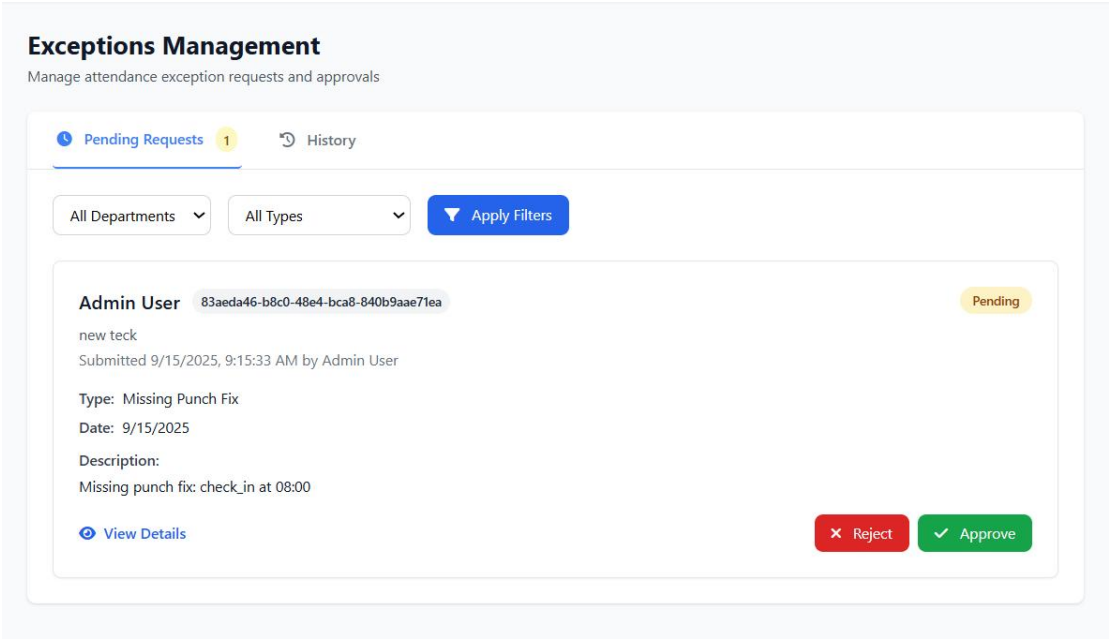 Exceptions Management
Manage attendance exception requests and approvals
Pending Requests 1 History
All Departments All Types Apply Filters
Admin User 83aeda46-b8c0-48e4-bca8-840b9aae71ea Pending
new teck
Submitted 9/15/2025, 9:15:33 AM by Admin User
Type: Missing Punch Fix
Date: 9/15/2025
Description:
Missing punch fix: check_in at 08:00
View Details Reject Approve